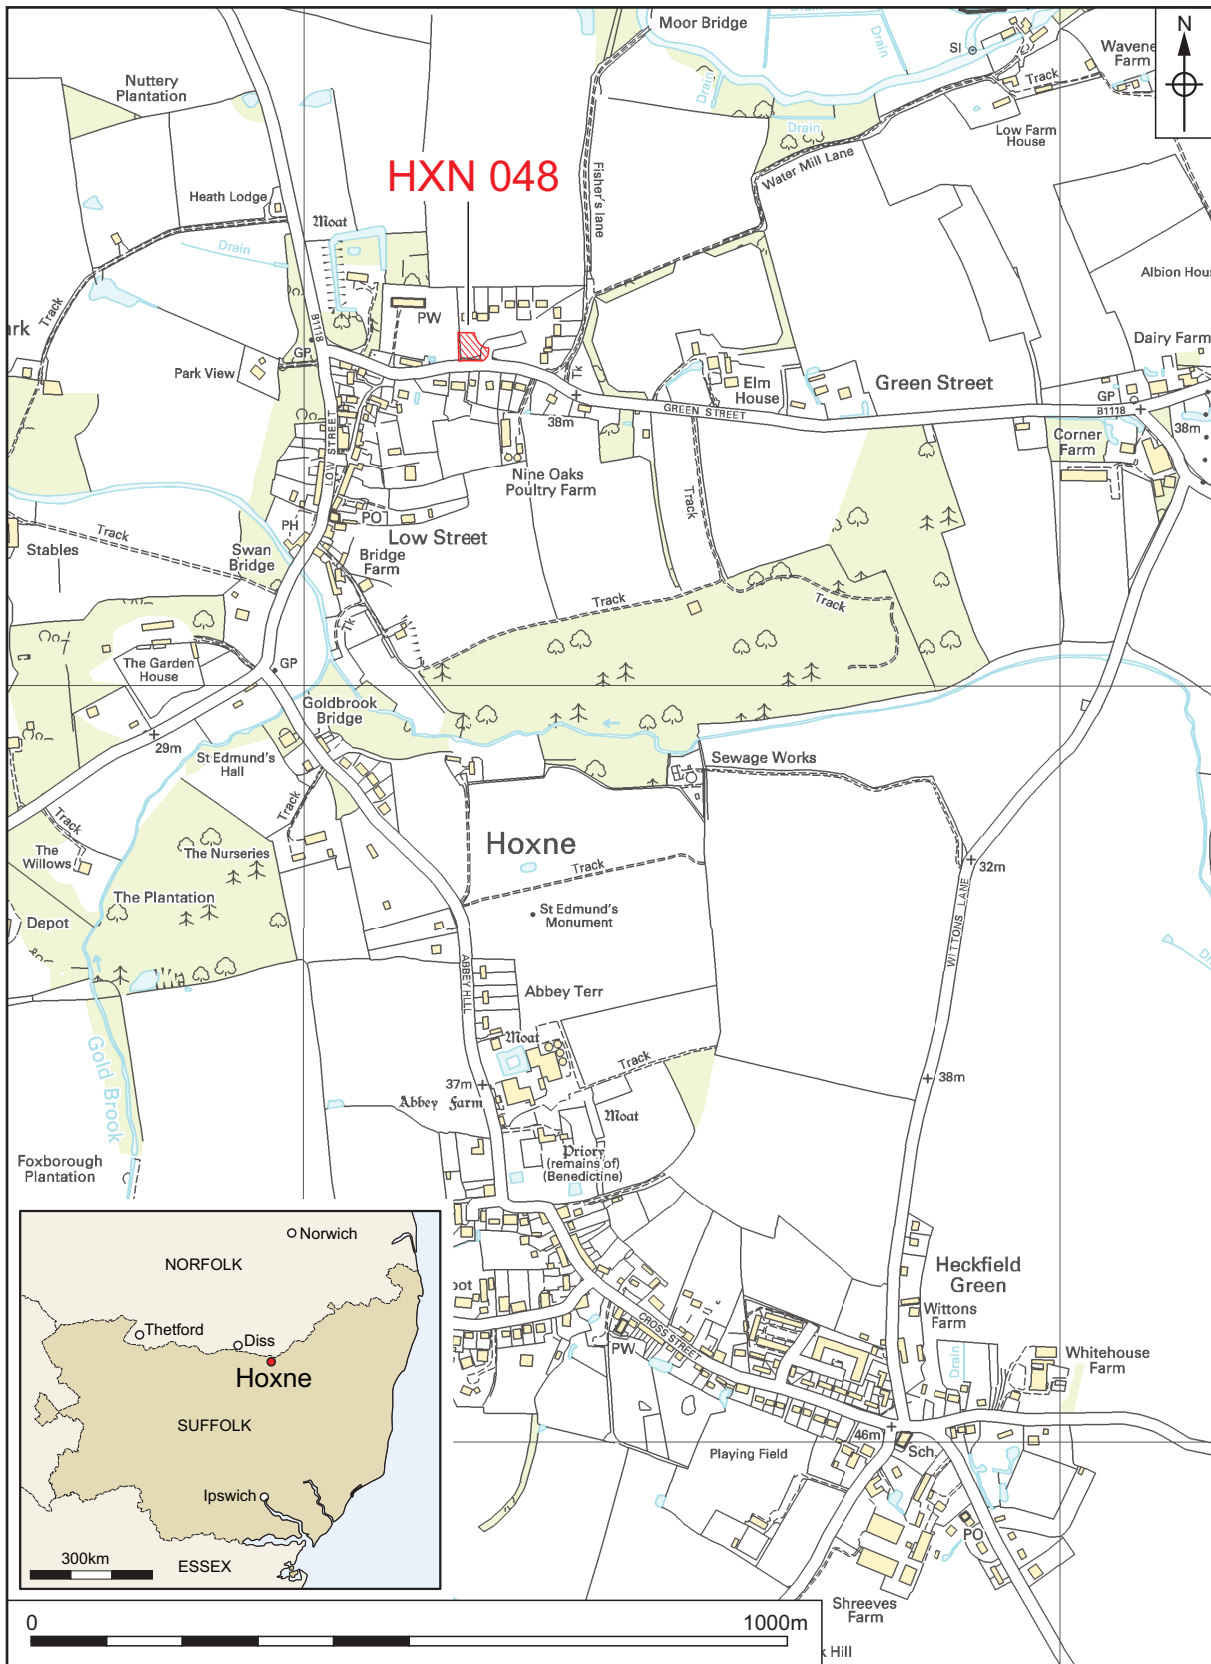 Moor Bridge
Drain
Drain
Drain
Drain
SI
Track
Farm
N
Nuttery
Plantation
Low Farm
House
Water Mill Lane
HXN 048
Fisher's lane
Heath Lodge
Moat
Drain
Track
B1118
PW
GP
Park View
Tk
38m
Elm
House
Green Street
GREEN STREET
Dairy Farm
GP
B1118
38m
Corner
Farm
LOW STREET
Nine Oaks
Poultry Farm
Track
PH
PO
Low Street
Track
Stables
Swan
Bridge
Bridge
Farm
Tk
Track
Track
The Garden
House
GP
Goldbrook
Bridge
29m
St Edmund's
Hall
Sewage Works
Track
Track
The
Willows
The Nurseries
Hoxne
Track
32m
The Plantation
Depot
St Edmund's
Monument
WITTONS LANE
ABBEY HILL
Abbey Terr
Moat
Track
37m
Abbey Farm
38m
Moat
Gold Brook
Priory
(remains of)
(Benedictine)
Foxborough
Plantation
Heckfield
Green
Wittons
Farm
CROSS STREET
PW
Drain
Whitehouse
Farm
46m
Sch
Playing Field
PO
Shreeves
Farm
Hill
Norwich
NORFOLK
Thetford
Diss
Hoxne
SUFFOLK
Ipswich
300km
ESSEX
0 1000m